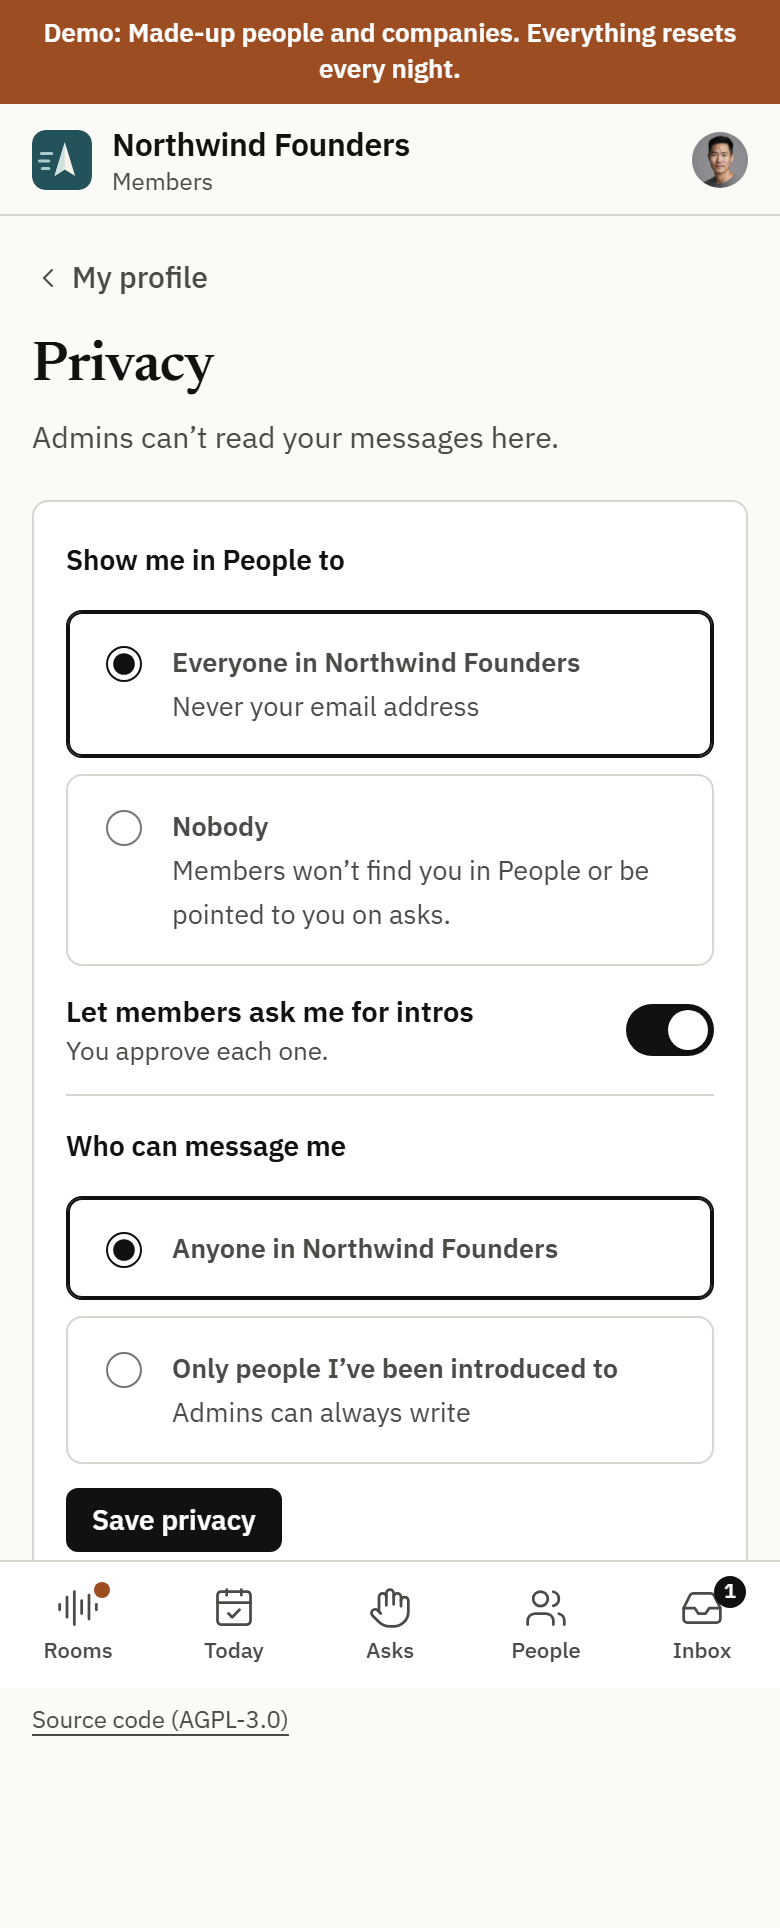 Demo: Made-up people and companies. Everything resets
every night.
Northwind Founders
Members
My profile
Privacy
Admins can’t read your messages here.
Show me in People to
Everyone in Northwind Founders
Never your email address
Nobody
Members won’t find you in People or be
pointed to you on asks.
Let members ask me for intros
You approve each one.
Who can message me
Anyone in Northwind Founders
Only people I’ve been introduced to
Admins can always write
Save privacy
1
Rooms
Today
Asks
People
Inbox
Source code (AGPL-3.0)